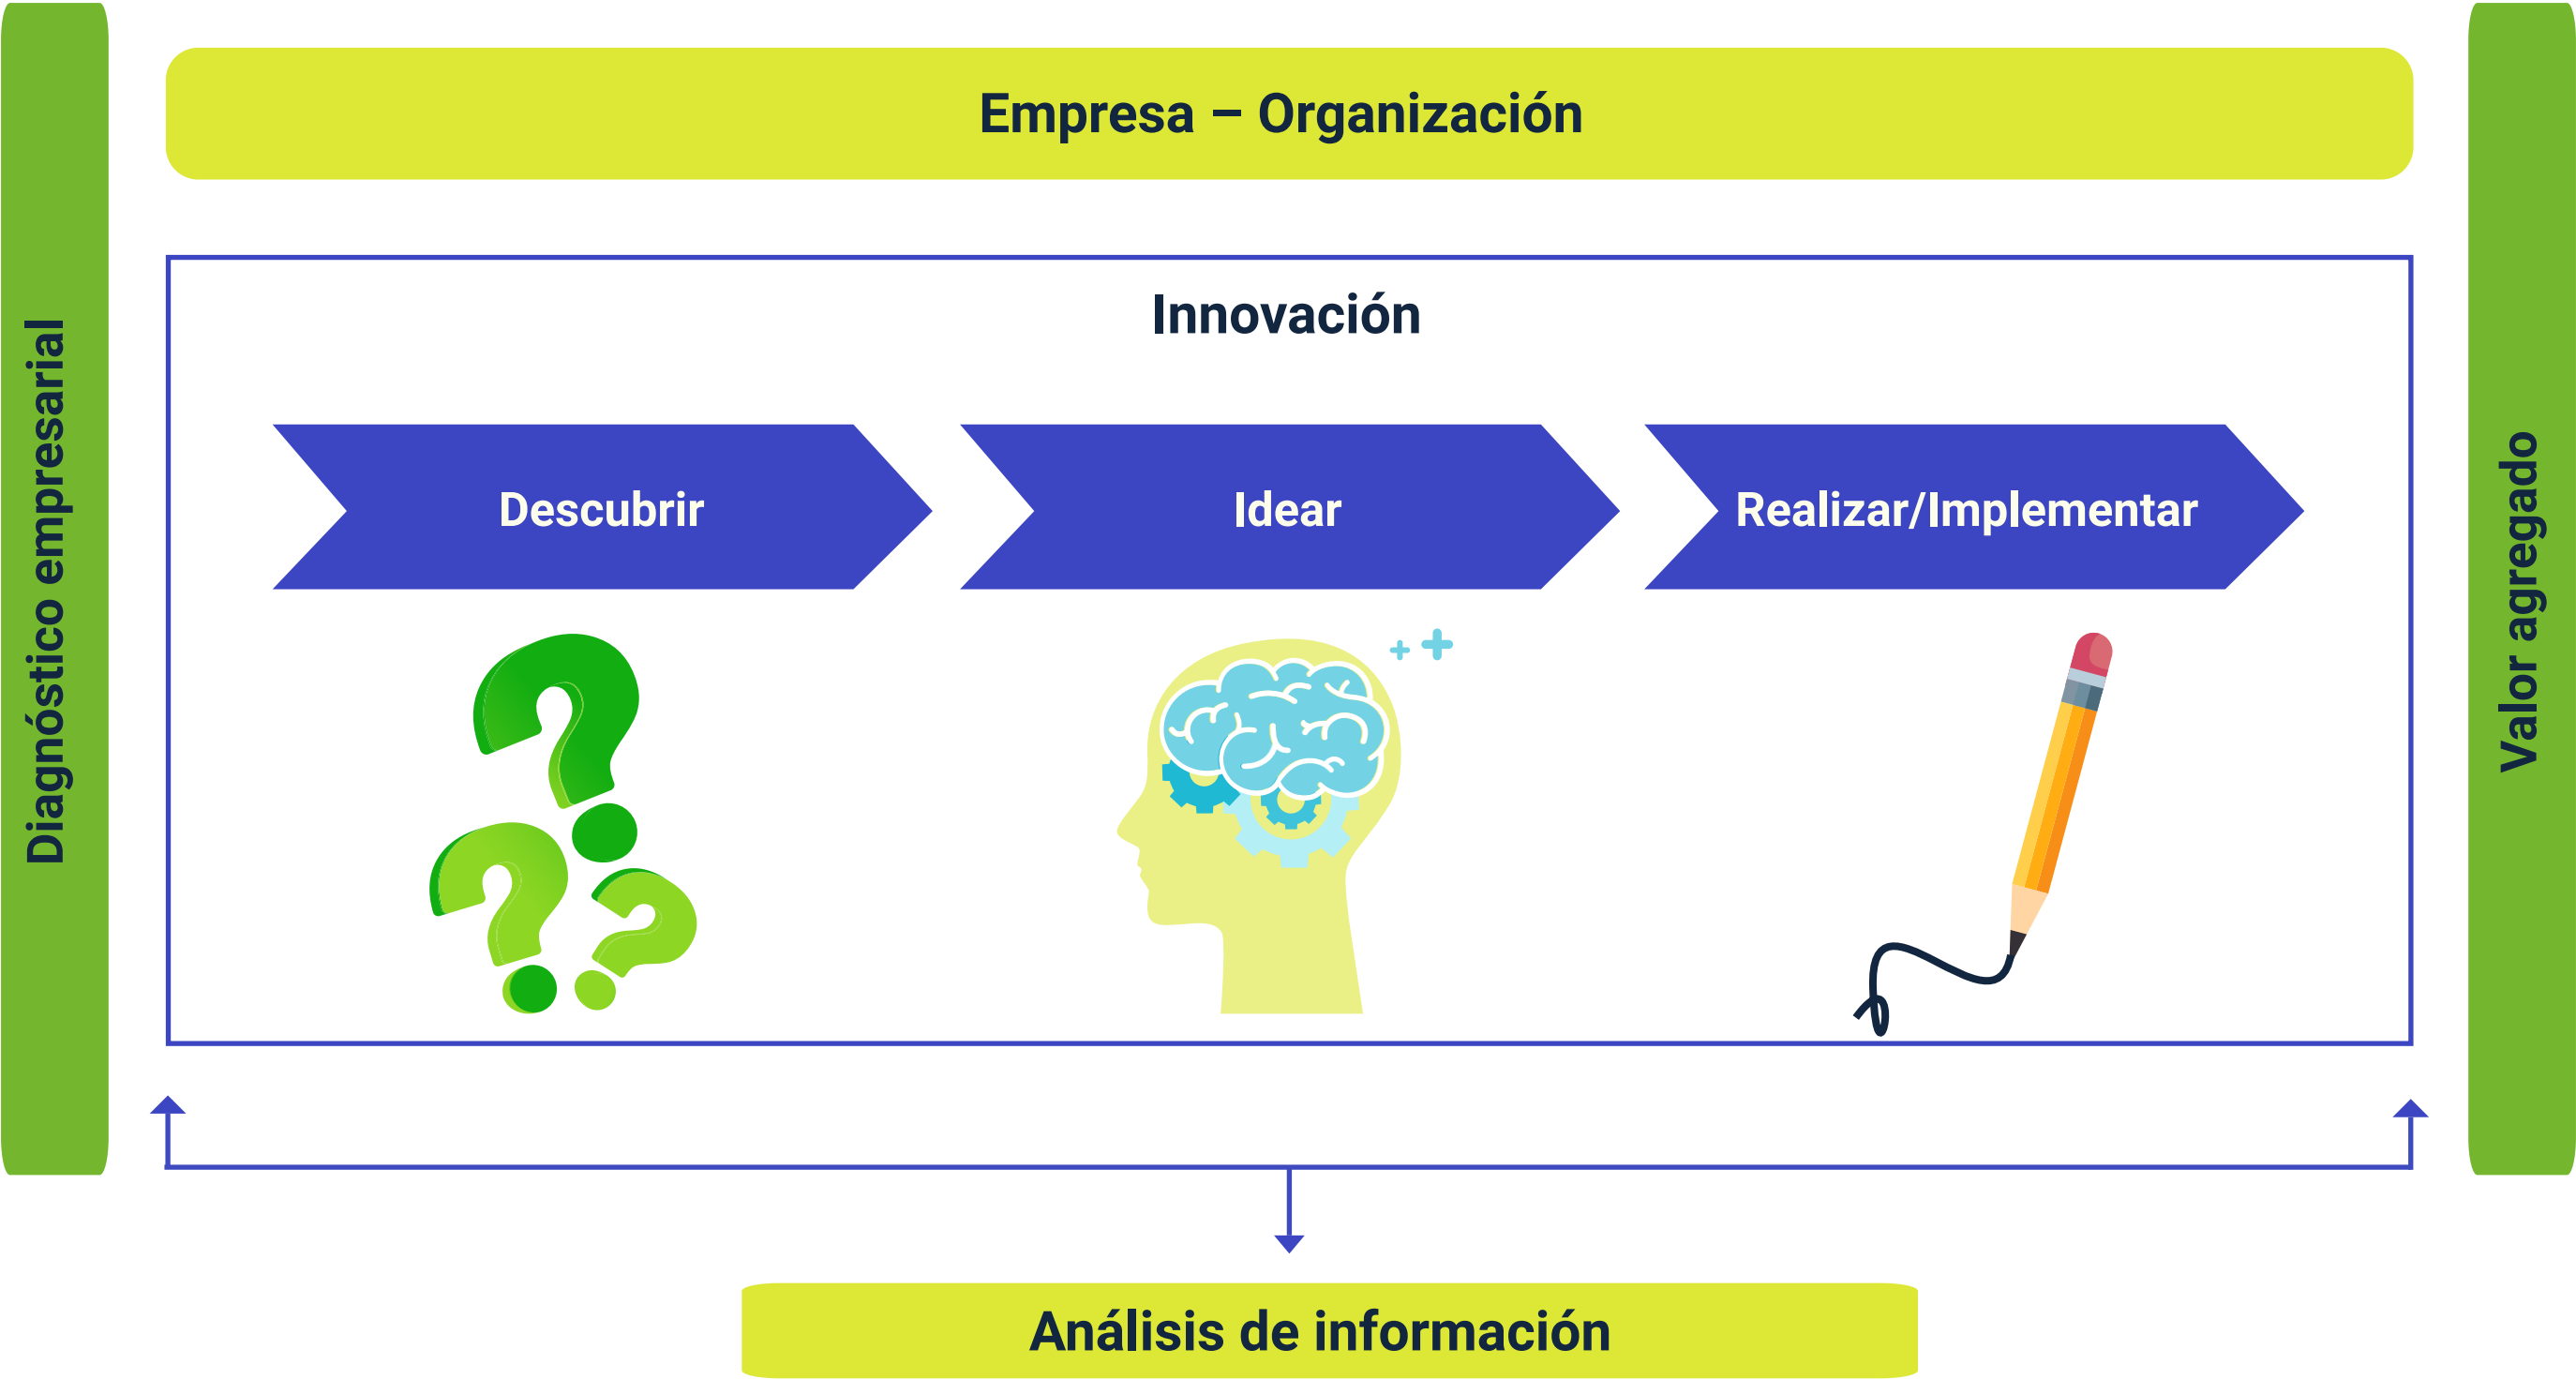 Empresa – Organización
Diagnóstico empresarial
Innovación
Descubrir
Idear
Realizar/Implementar
Valor agregado
Análisis de información